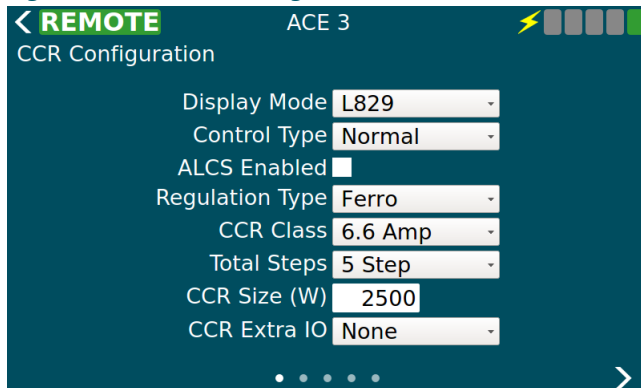 REMOTE ACE 3
CCR Configuration
Display Mode L829
Control Type Normal
ALCS Enabled
Regulation Type Ferro
CCR Class 6.6 Amp
Total Steps 5 Step
CCR Size (W) 2500
CCR Extra IO None